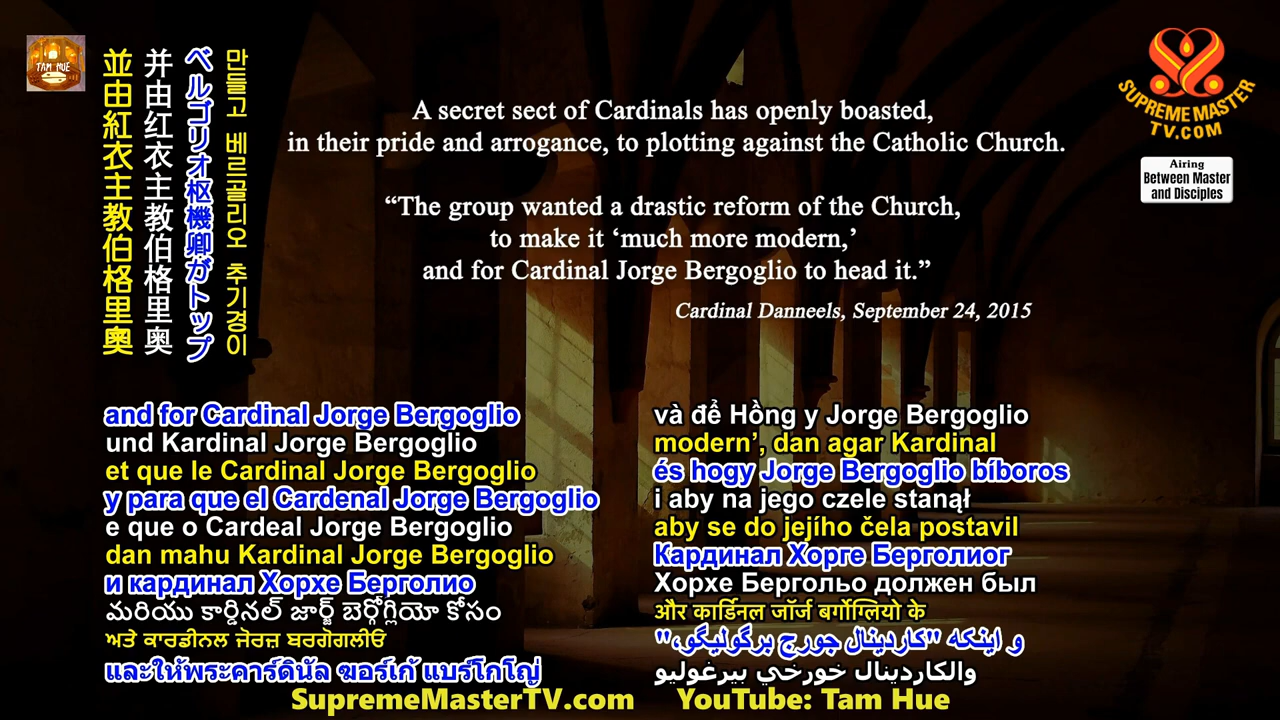 TAM HUE
並由紅衣主教伯格里奧
并由红衣主教伯格里奥
ベルゴリオ枢機卿がトップ
만들고 베르골리오 추기경이
A secret sect of Cardinals has openly boasted,
in their pride and arrogance, to plotting against the Catholic Church.
“The group wanted a drastic reform of the Church,
to make it ‘much more modern,’
and for Cardinal Jorge Bergoglio to head it.”
Cardinal Danneels, September 24, 2015
SUPREME MASTER
TV.COM
Airing
Between Master
and Disciples
and for Cardinal Jorge Bergoglio
und Kardinal Jorge Bergoglio
et que le Cardinal Jorge Bergoglio
y para que el Cardenal Jorge Bergoglio
e que o Cardeal Jorge Bergoglio
dan mahu Kardinal Jorge Bergoglio
и кардинал Хорхе Берголио
మరియు కార్డినల్ జార్జ్ బెర్గోగ్లియో కోసం
ਅਤੇ ਕਾਰਡੀਨਲ ਜੋਰਜ਼ ਬਰਗੋਗਲੀਓ
และให้พระคาร์ดินัล ฆอร์เก้ แบร์โกโญ่
và để Hồng y Jorge Bergoglio
modern’, dan agar Kardinal
és hogy Jorge Bergoglio bíboros
i aby na jego czele stanął
aby se do jejího čela postavil
Кардинал Хорге Берголиог
Хорхе Бергольо должен был
और कार्डिनल जॉर्ज बर्गोग्लियो के
و اینکه "کاردینال جورج برگولیگو،"
والكاردينال خورخي بيرغوليو
SupremeMasterTV.com
YouTube: Tam Hue